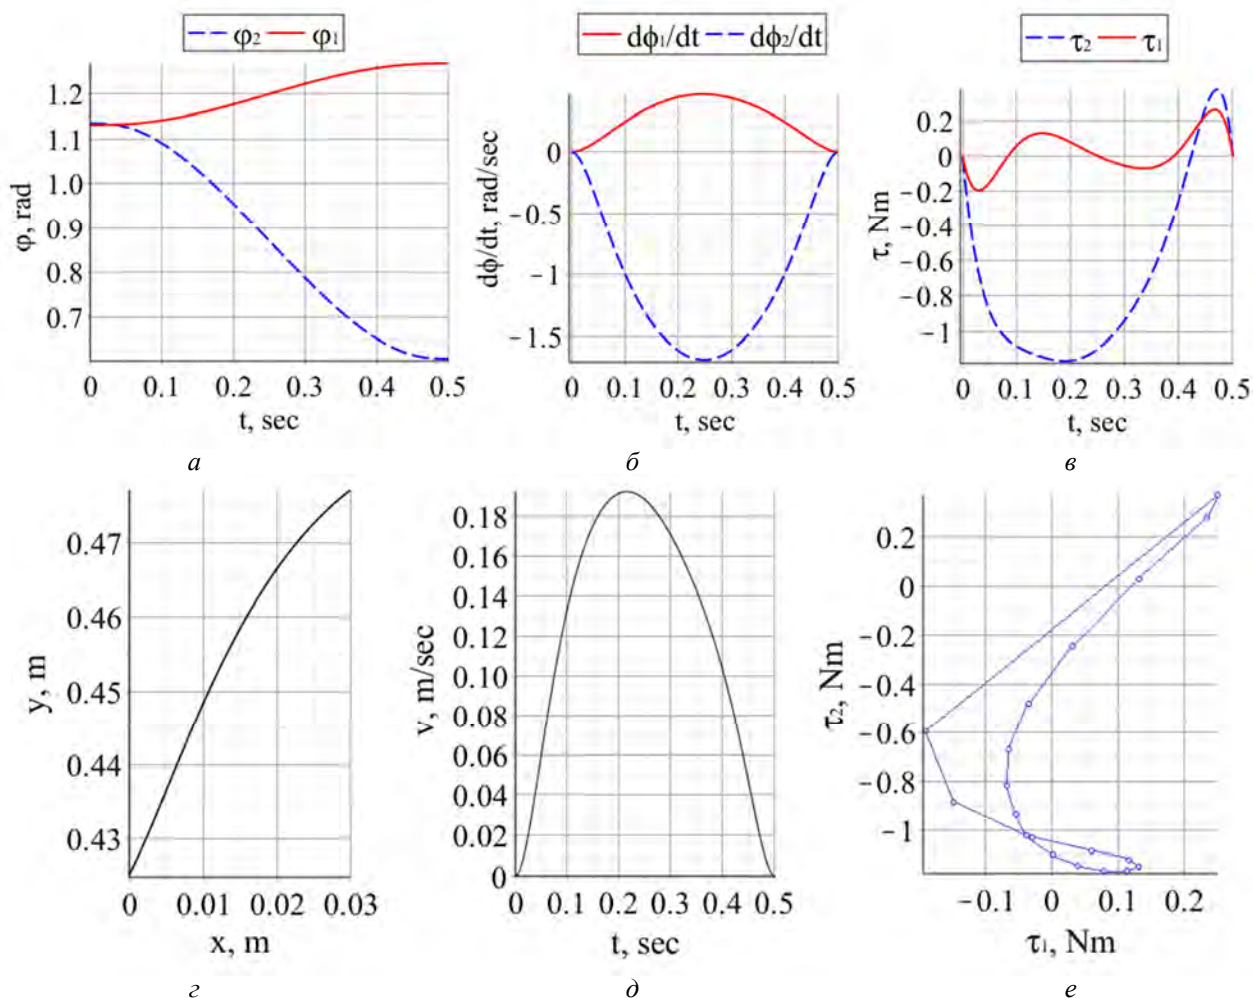 φ₂ φ₁
dϕ₁/dt dϕ₂/dt
τ₂ τ₁
φ, rad
1.2
1.1
1.0
0.9
0.8
0.7
0 0.1 0.2 0.3 0.4 0.5
t, sec
а
dϕ/dt, rad/sec
0
−0.5
−1
−1.5
0 0.1 0.2 0.3 0.4 0.5
t, sec
б
τ, Nm
0.2
0
−0.2
−0.4
−0.6
−0.8
−1
0 0.1 0.2 0.3 0.4 0.5
t, sec
в
y, m
0.47
0.46
0.45
0.44
0.43
0 0.01 0.02 0.03
x, m
г
v, m/sec
0.18
0.16
0.14
0.12
0.10
0.08
0.06
0.04
0.02
0
0 0.1 0.2 0.3 0.4 0.5
t, sec
д
τ₂, Nm
0.2
0
−0.2
−0.4
−0.6
−0.8
−1
−0.1 0 0.1 0.2
τ₁, Nm
е